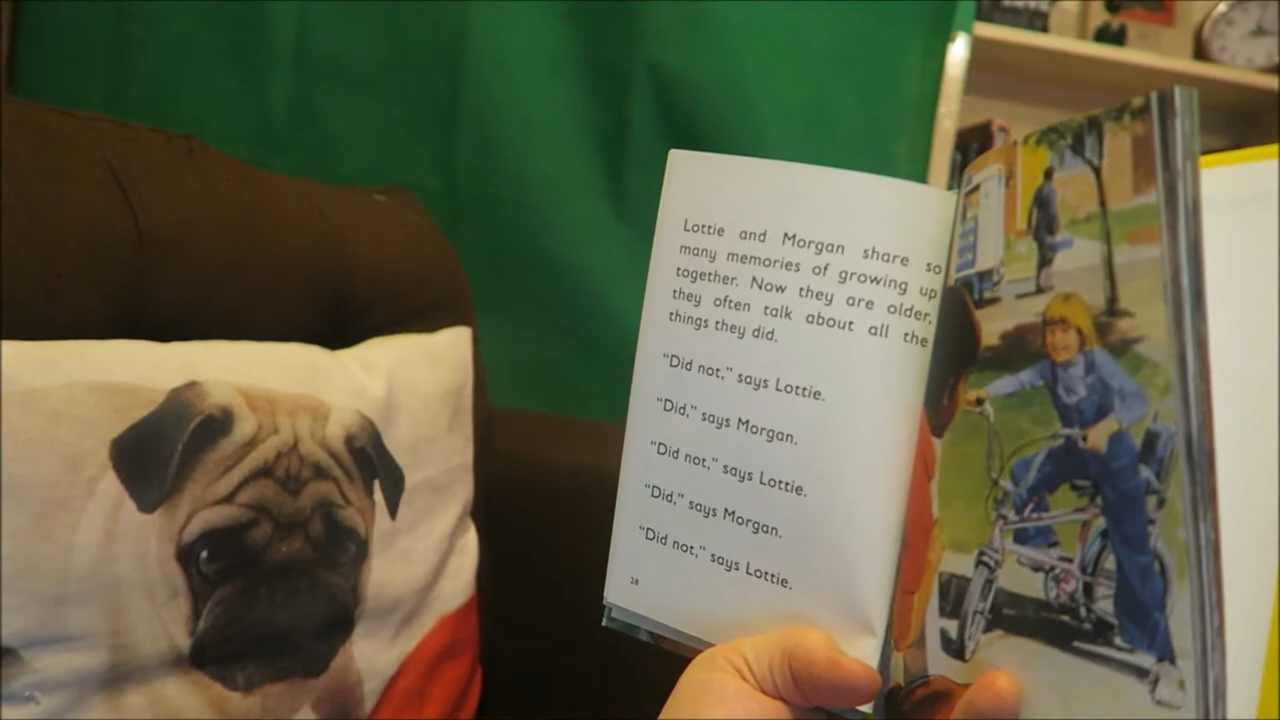 Lottie and Morgan share so
many memories of growing up
together. Now they are older,
they often talk about all the
things they did.
“Did not,” says Lottie.
“Did,” says Morgan.
“Did not,” says Lottie.
“Did,” says Morgan.
“Did not,” says Lottie.
28